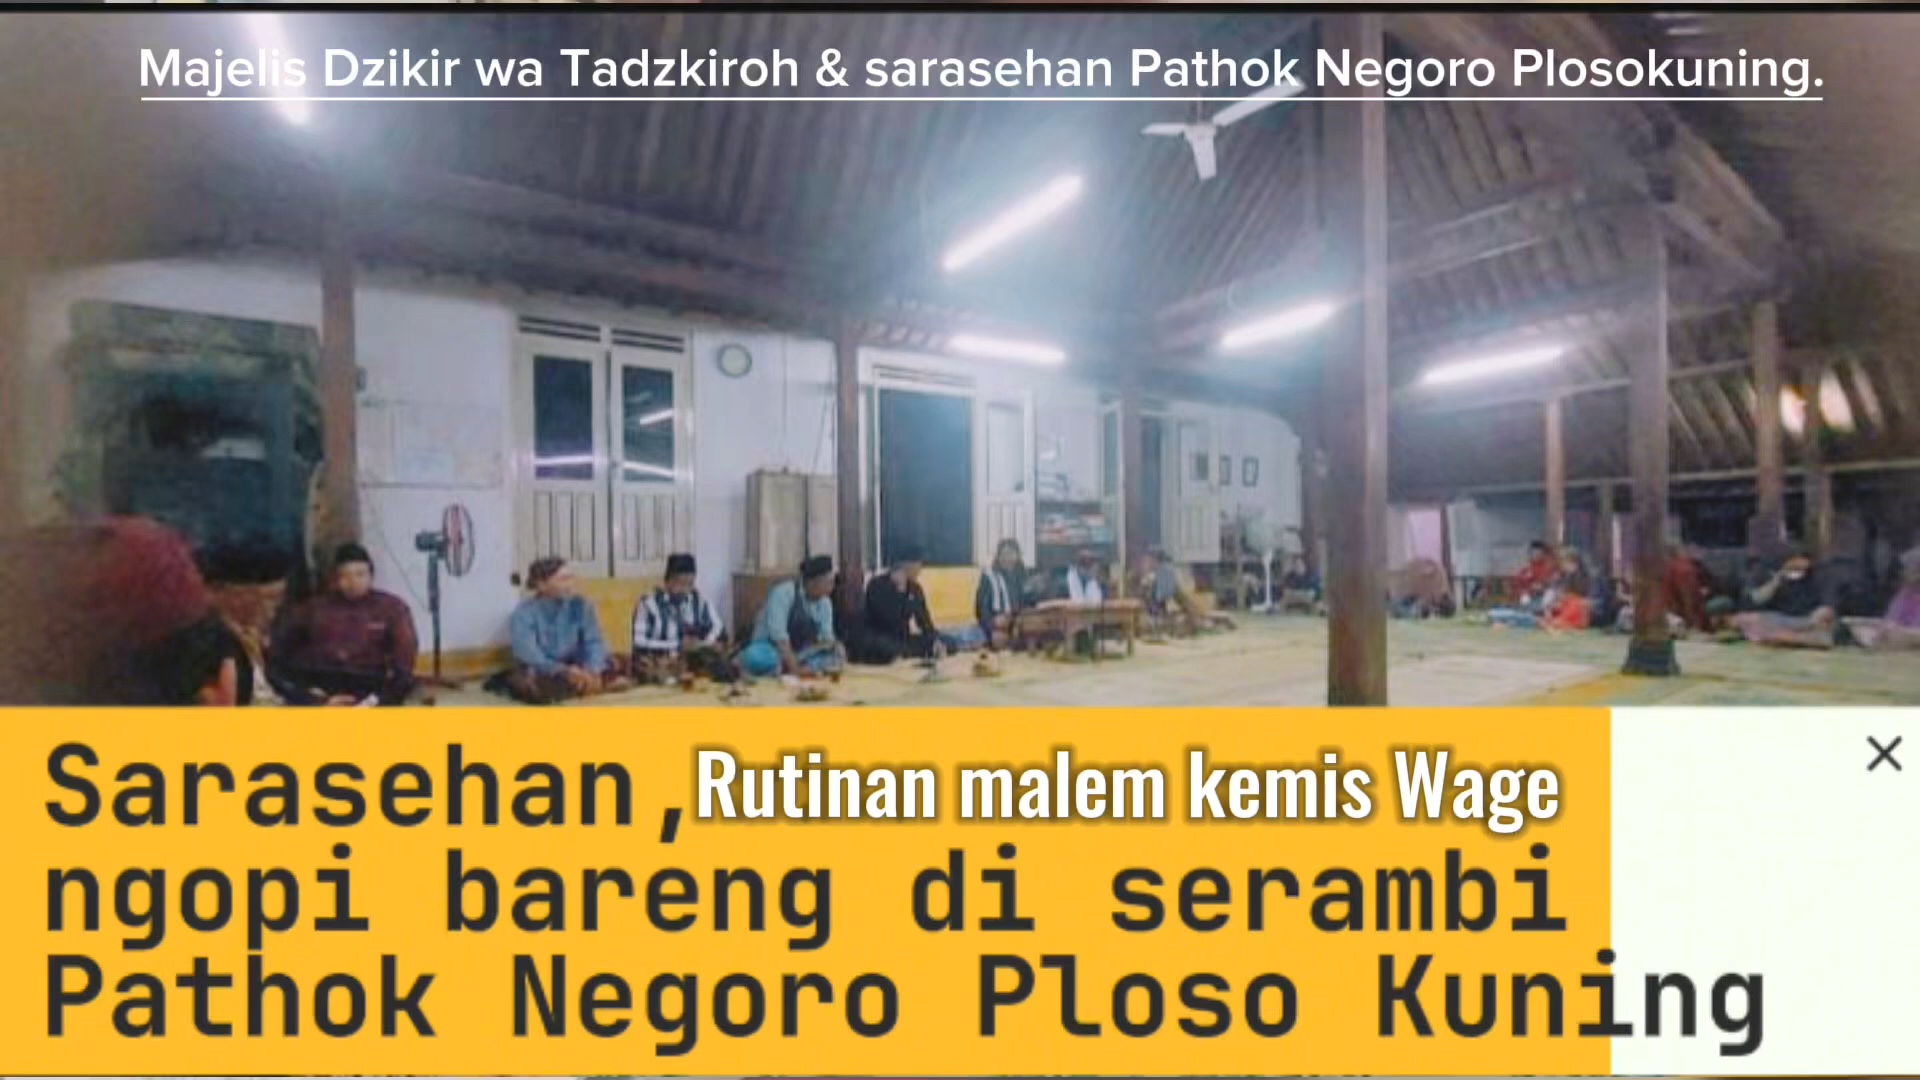 Majelis Dzikir wa Tadzkiroh & sarasehan Pathok Negoro Plosokuning.
Sarasehan, Rutinan malem kemis Wage
ngopi bareng di serambi
Pathok Negoro Ploso Kuning